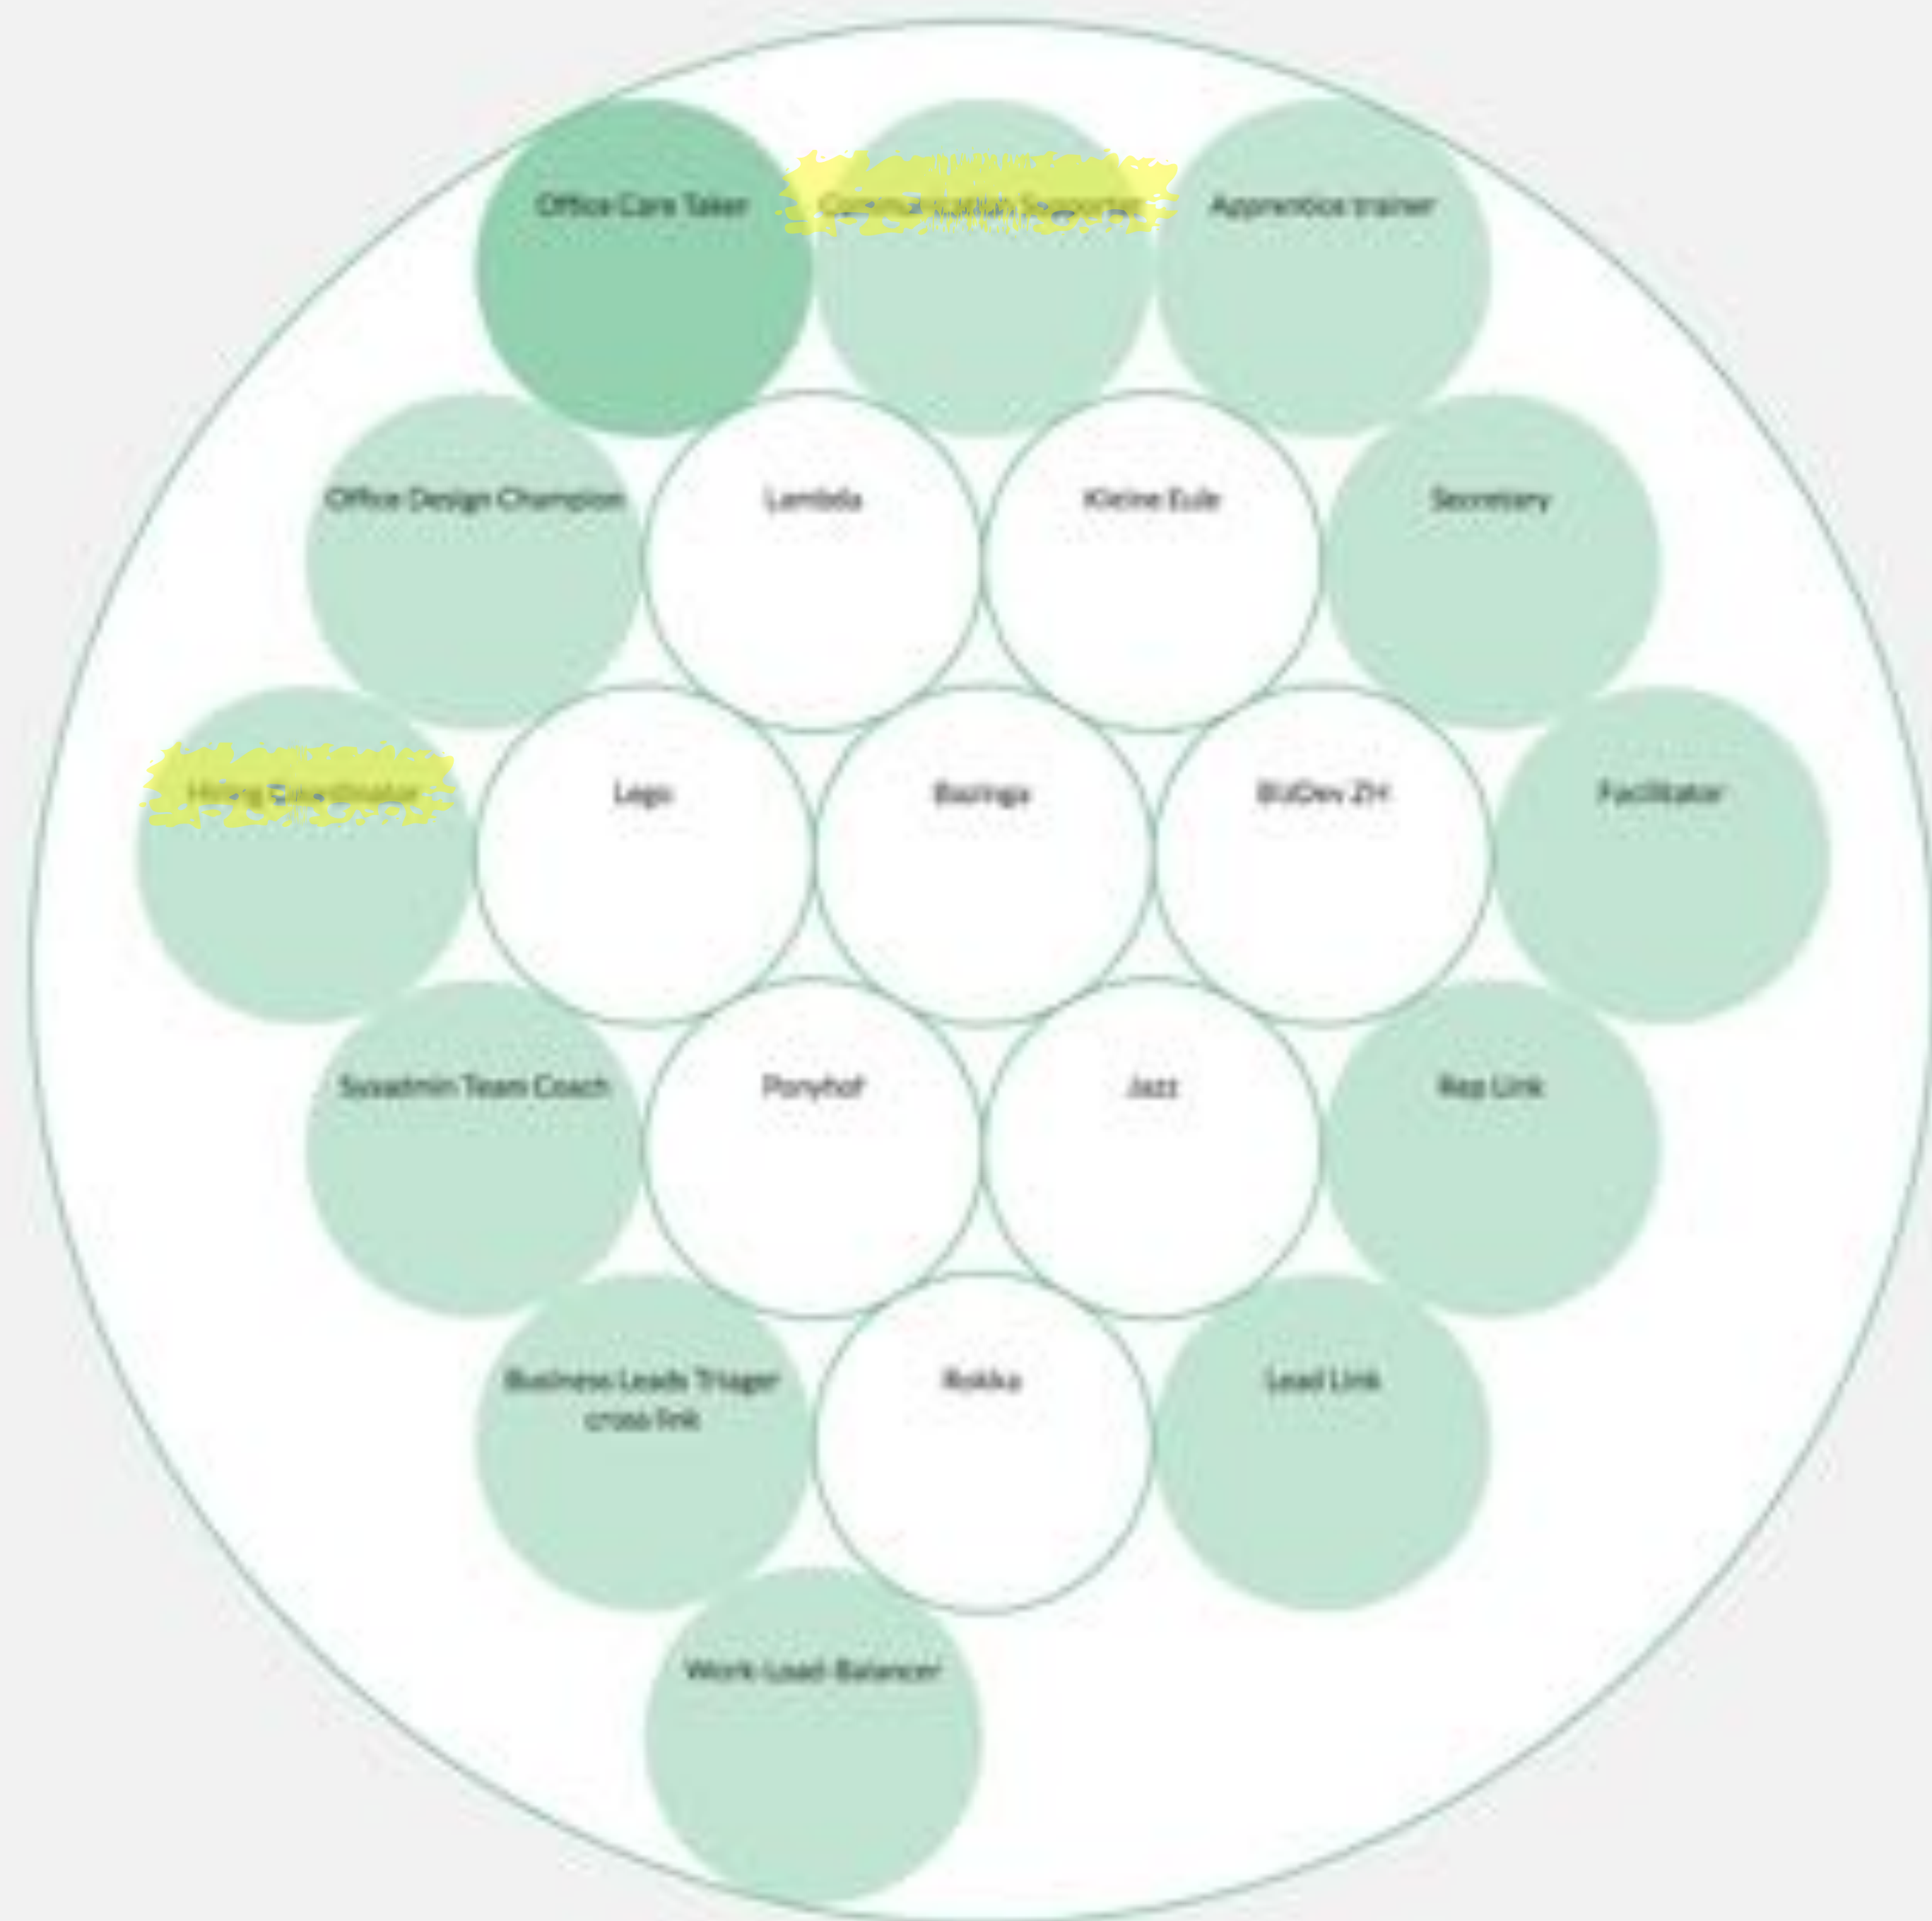 Office Care Taker
Communication Supporter
Apprentice trainer
Office Design Champion
Lambda
Kleine Eule
Secretary
Hiring Coordinator
Lego
Bazinga
BizDev ZH
Facilitator
Sysadmin Team Coach
Ponyhof
Jazz
Rep Link
Business Leads Triager
cross link
Rokka
Lead Link
Work-Load-Balancer